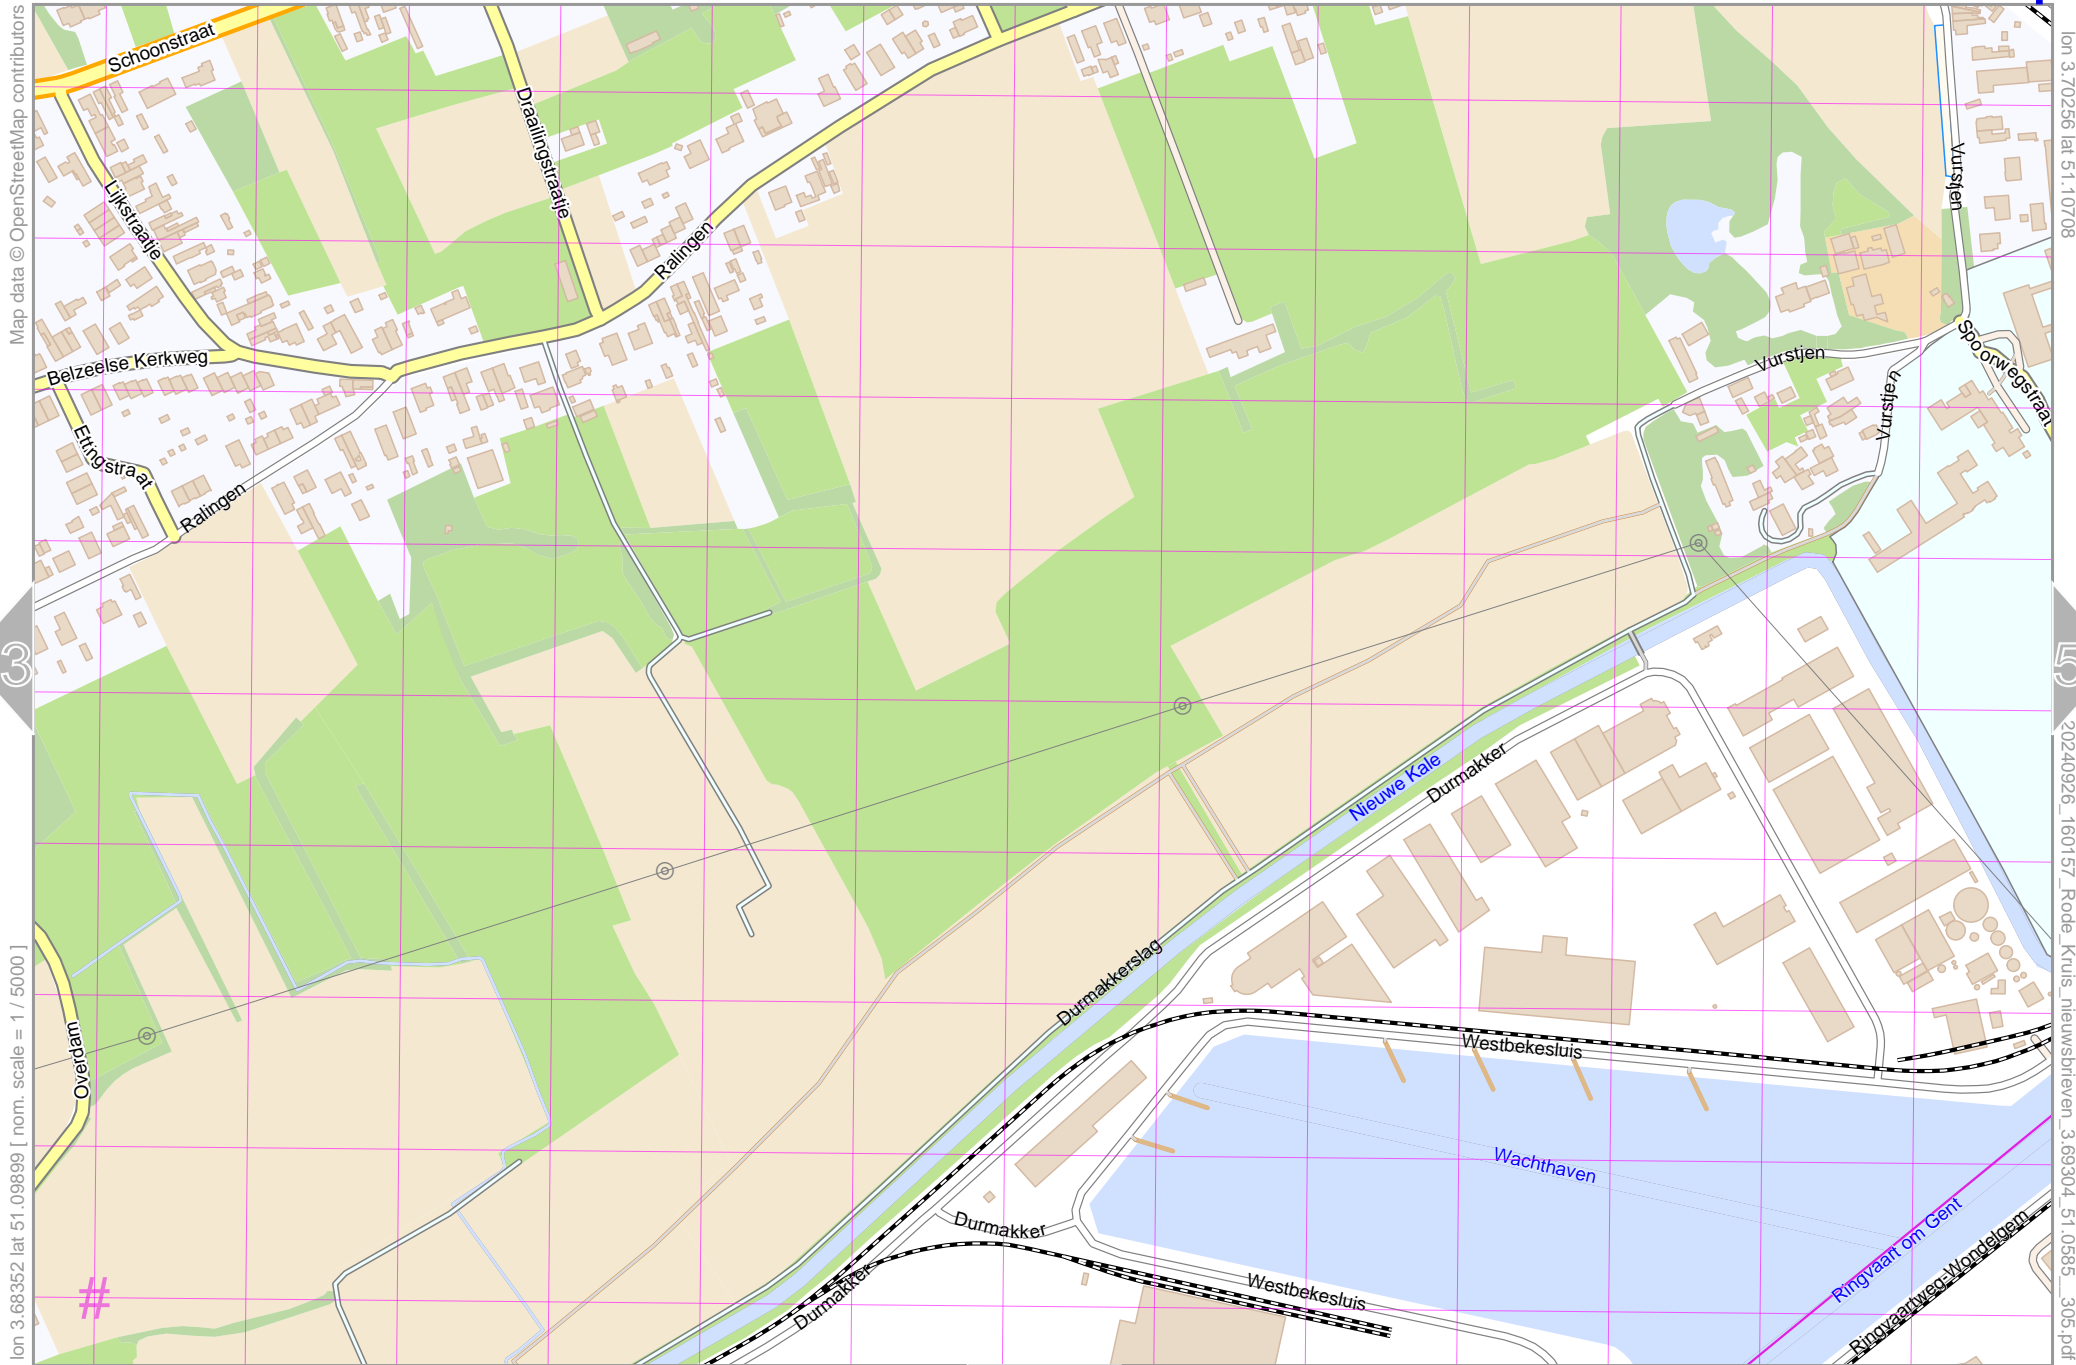 Map data © OpenStreetMap contributors
lon 3.70256 lat 51.10708
Schoonstraat
Draailingstraatje
Vurstjen
Lijkstraatje
Ralingen
Belzeelse Kerkweg
Vurstjen
Spoorwegstraat
Vurstjen
Ettingstraat
Ralingen
3
5
Nieuwe Kale
Durmakker
Durmakkerslag
Overdam
Westbekesluis
Wachthaven
Durmakker
Ringvaart om Gent
Ringvaartweg-Wondelgem
Westbekesluis
Durmakker
#
lon 3.68352 lat 51.09899 [ nom. scale = 1 / 5000 ]
20240926_160157_Rode_Kruis_nieuwsbrieven_3.69304_51.0585__305.pdf